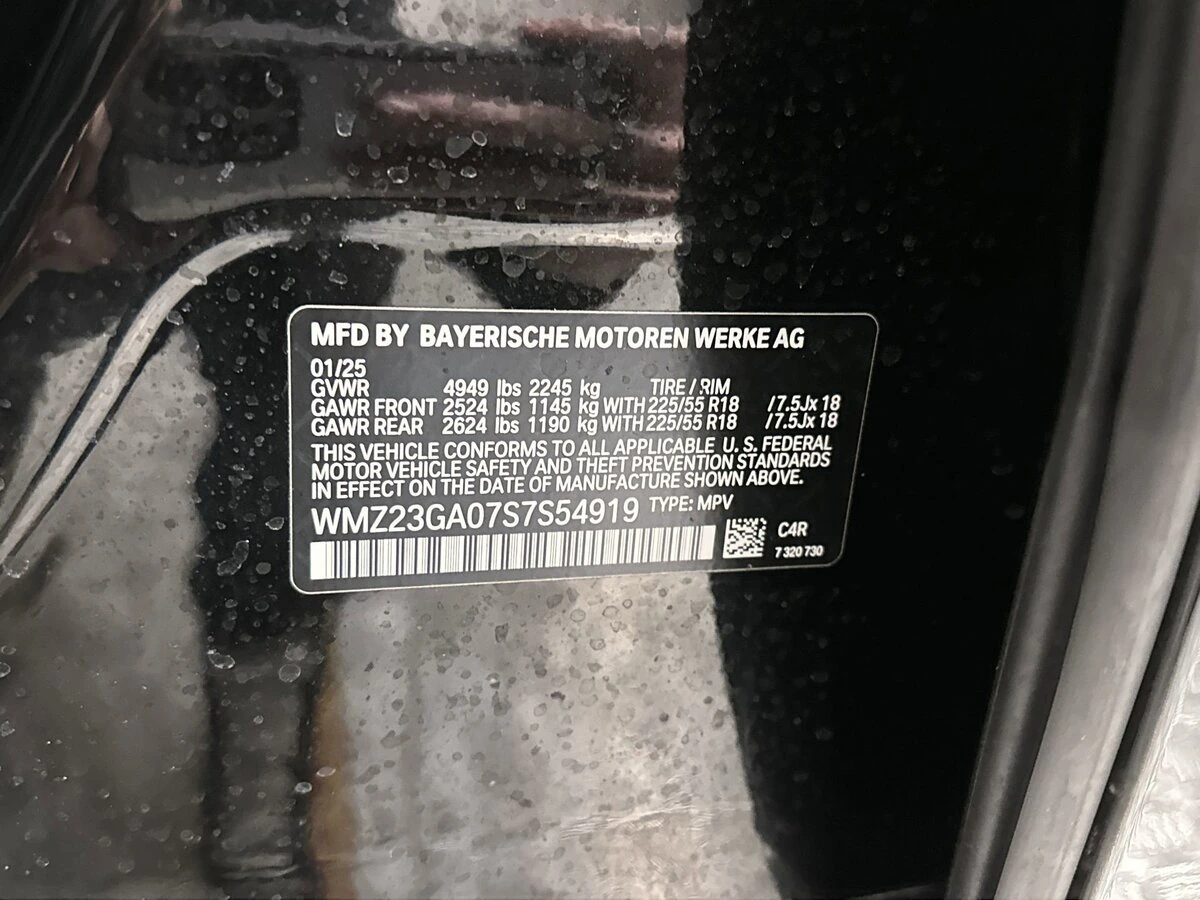 MFD BY BAYERISCHE MOTOREN WERKE AG
01/25
GVWR 4949 lbs 2245 kg TIRE / RIM
GAWR FRONT 2524 lbs 1145 kg WITH 225/55 R18 /7.5Jx 18
GAWR REAR 2624 lbs 1190 kg WITH 225/55 R18 /7.5Jx 18
THIS VEHICLE CONFORMS TO ALL APPLICABLE U.S. FEDERAL
MOTOR VEHICLE SAFETY AND THEFT PREVENTION STANDARDS
IN EFFECT ON THE DATE OF MANUFACTURE SHOWN ABOVE.
WMZ23GA07S7S54919 TYPE: MPV
C4R
7 320 730